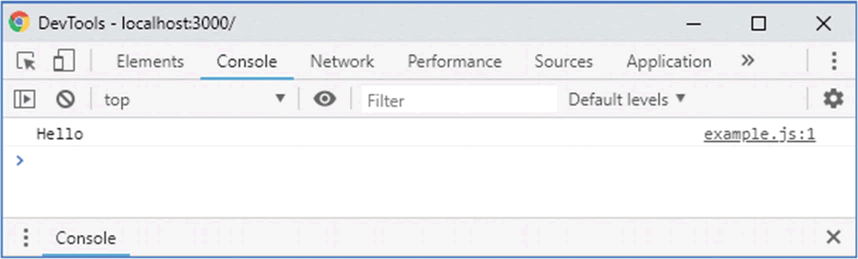 DevTools - localhost:3000/
Elements Console Network Performance Sources Application »
top Filter Default levels
Hello example.js:1
>
Console